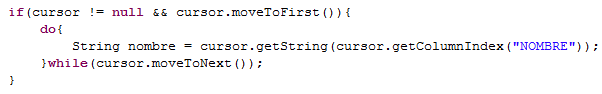 if(cursor != null && cursor.moveToFirst()){
    do{
        String nombre = cursor.getString(cursor.getColumnIndex("NOMBRE"));
    }while(cursor.moveToNext());
}